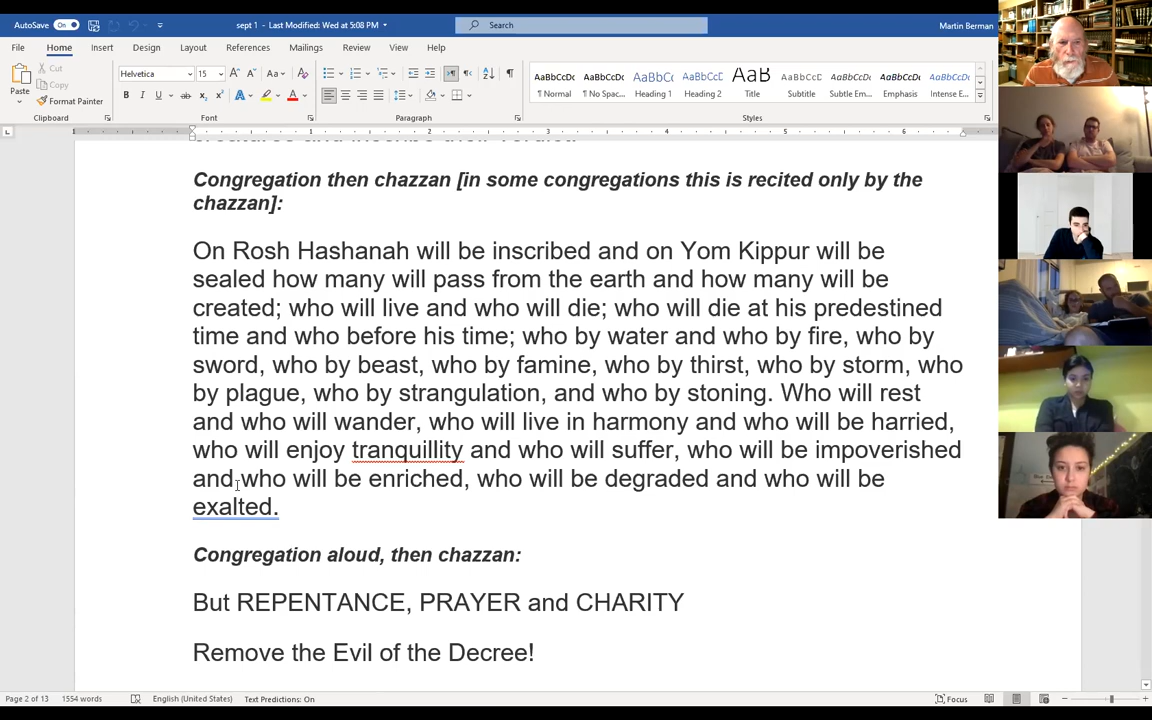 AutoSave On sept 1 - Last Modified: Wed at 5:08 PM Search Martin Berman
File Home Insert Design Layout References Mailings Review View Help
Paste Cut Copy Format Painter
Helvetica 15
AaBbCcDc AaBbCcDc AaBbCc AaBbCcD AaB AaBbCcD AaBbCcDc AaBbCcDc AaBbCcDc
¶ Normal ¶ No Spac... Heading 1 Heading 2 Title Subtitle Subtle Em... Emphasis Intense E...
Clipboard Font Paragraph Styles
Congregation then chazzan [in some congregations this is recited only by the
chazzan]:
On Rosh Hashanah will be inscribed and on Yom Kippur will be
sealed how many will pass from the earth and how many will be
created; who will live and who will die; who will die at his predestined
time and who before his time; who by water and who by fire, who by
sword, who by beast, who by famine, who by thirst, who by storm, who
by plague, who by strangulation, and who by stoning. Who will rest
and who will wander, who will live in harmony and who will be harried,
who will enjoy tranquillity and who will suffer, who will be impoverished
and who will be enriched, who will be degraded and who will be
exalted.
Congregation aloud, then chazzan:
But REPENTANCE, PRAYER and CHARITY
Remove the Evil of the Decree!
Page 2 of 13 1554 words English (United States) Text Predictions: On Focus